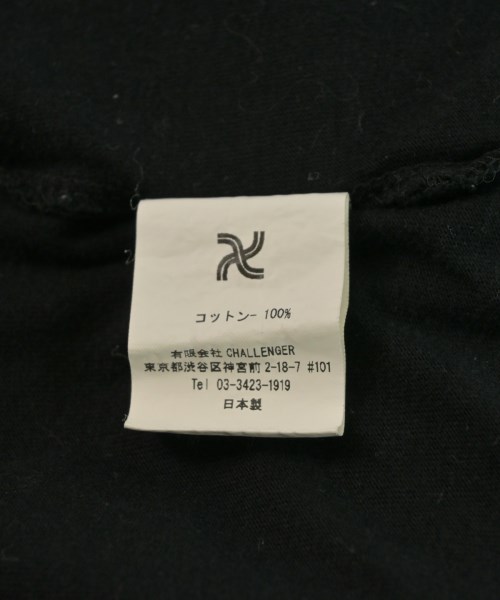 コットン- 100%
有限会社 CHALLENGER
東京都渋谷区神宮前 2-18-7 #101
Tel 03-3423-1919
日本製